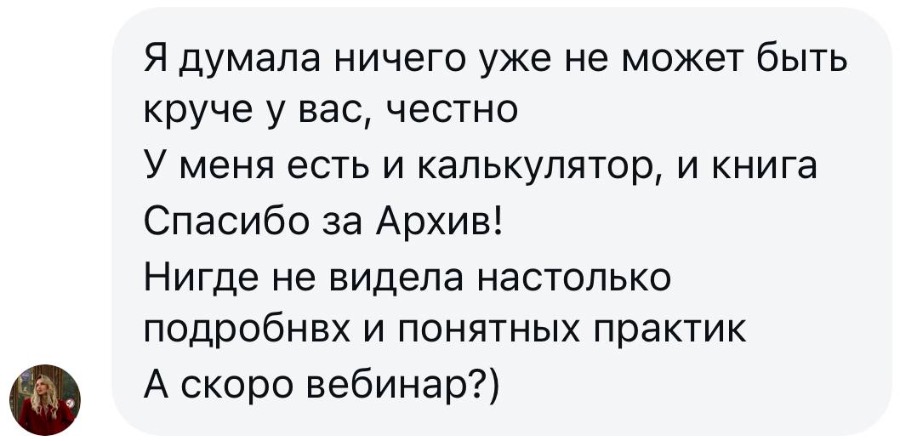 Я думала ничего уже не может быть
круче у вас, честно
У меня есть и калькулятор, и книга
Спасибо за Архив!
Нигде не видела настолько
подробнвх и понятных практик
А скоро вебинар?)